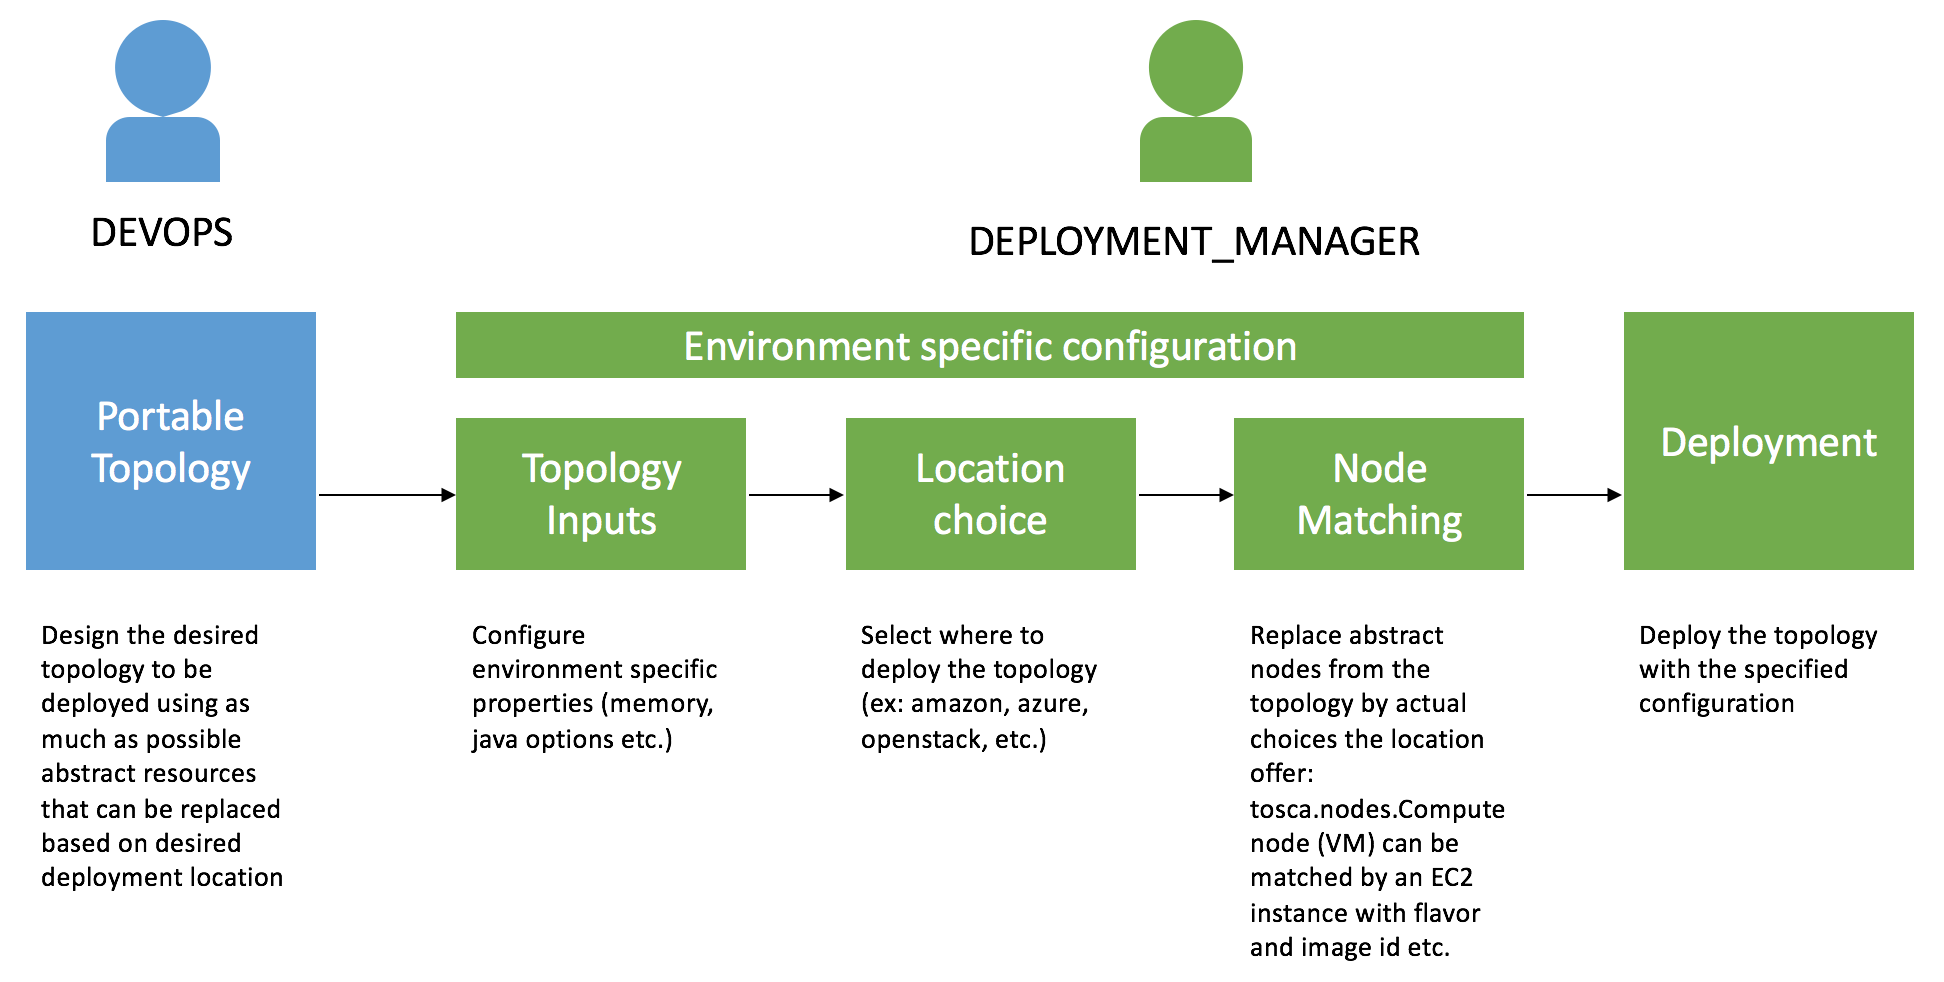 DEVOPS
DEPLOYMENT_MANAGER
Environment specific configuration
Portable
Topology
Topology
Inputs
Location
choice
Node
Matching
Deployment
Design the desired
topology to be
deployed using as
much as possible
abstract resources
that can be replaced
based on desired
deployment location
Configure
environment specific
properties (memory,
java options etc.)
Select where to
deploy the topology
(ex: amazon, azure,
openstack, etc.)
Replace abstract
nodes from the
topology by actual
choices the location
offer:
tosca.nodes.Compute
node (VM) can be
matched by an EC2
instance with flavor
and image id etc.
Deploy the topology
with the specified
configuration